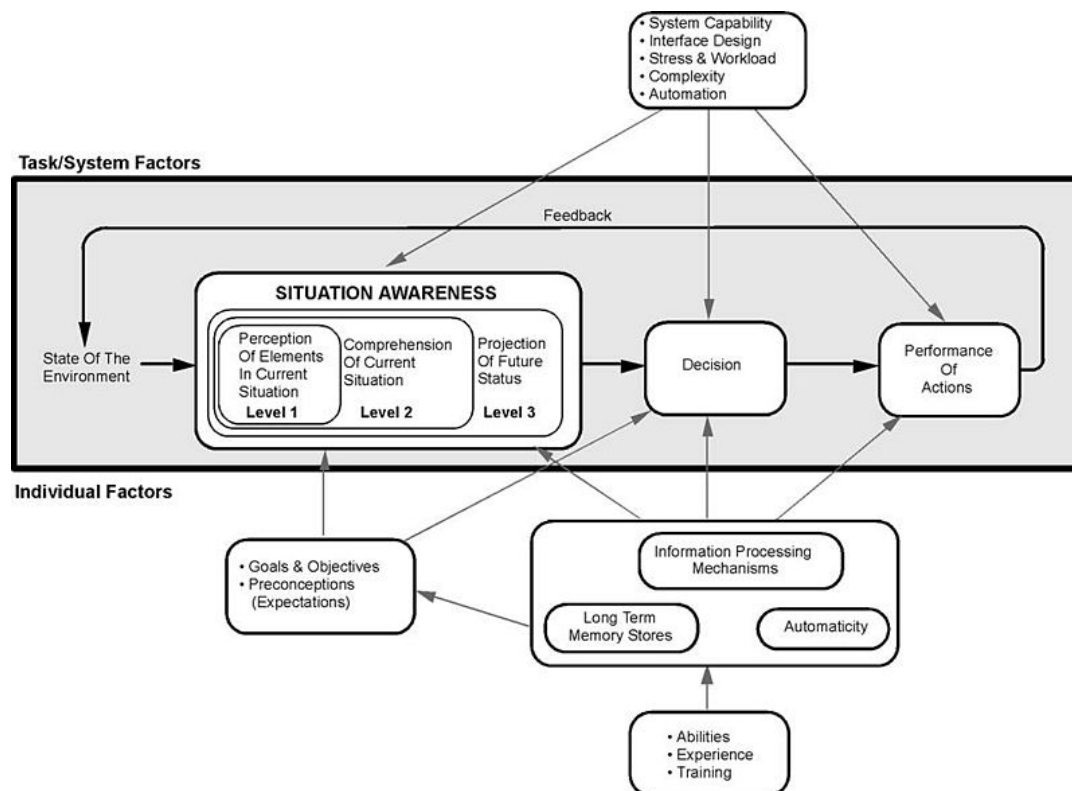 • System Capability
• Interface Design
• Stress & Workload
• Complexity
• Automation
Task/System Factors
Feedback
SITUATION AWARENESS
State Of The
Environment
Perception
Of Elements
In Current
Situation
Level 1
Comprehension
Of Current
Situation
Level 2
Projection
Of Future
Status
Level 3
Decision
Performance
Of
Actions
Individual Factors
• Goals & Objectives
• Preconceptions
(Expectations)
Information Processing
Mechanisms
Long Term
Memory Stores
Automaticity
• Abilities
• Experience
• Training